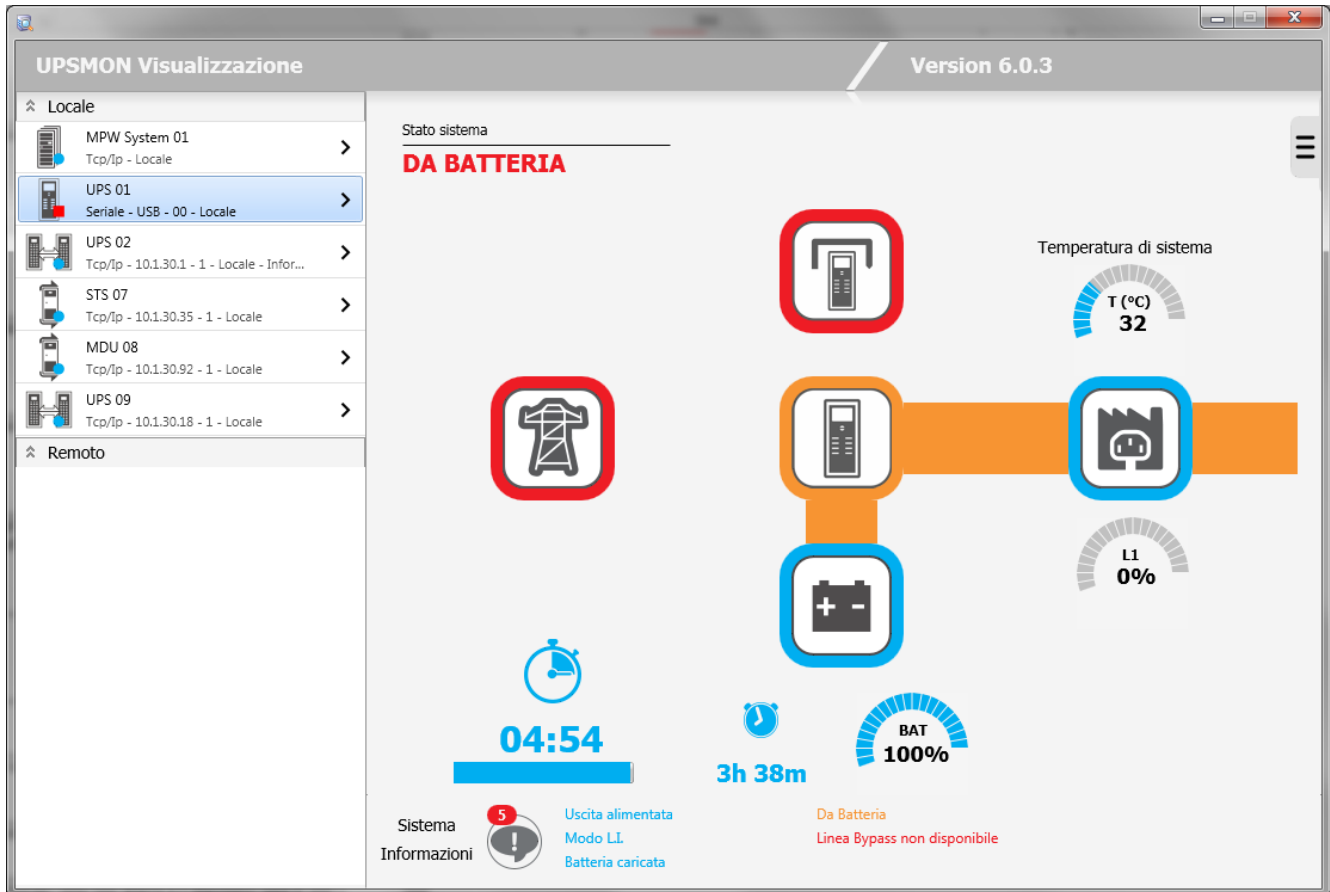 UPSMON Visualizzazione
Version 6.0.3
Locale
MPW System 01
Tcp/Ip - Locale
UPS 01
Seriale - USB - 00 - Locale
UPS 02
Tcp/Ip - 10.1.30.1 - 1 - Locale - Infor...
STS 07
Tcp/Ip - 10.1.30.35 - 1 - Locale
MDU 08
Tcp/Ip - 10.1.30.92 - 1 - Locale
UPS 09
Tcp/Ip - 10.1.30.18 - 1 - Locale
Remoto
Stato sistema
DA BATTERIA
Temperatura di sistema
T (°C)
32
L1
0%
04:54
3h 38m
BAT
100%
Sistema
Informazioni
5
Uscita alimentata
Modo L.I.
Batteria caricata
Da Batteria
Linea Bypass non disponibile